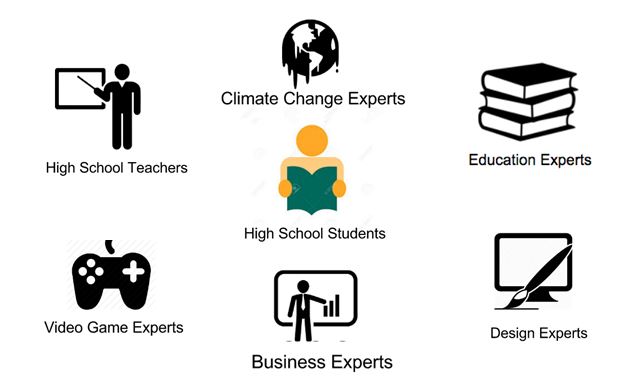 Climate Change Experts
High School Teachers
Education Experts
High School Students
Video Game Experts
Business Experts
Design Experts